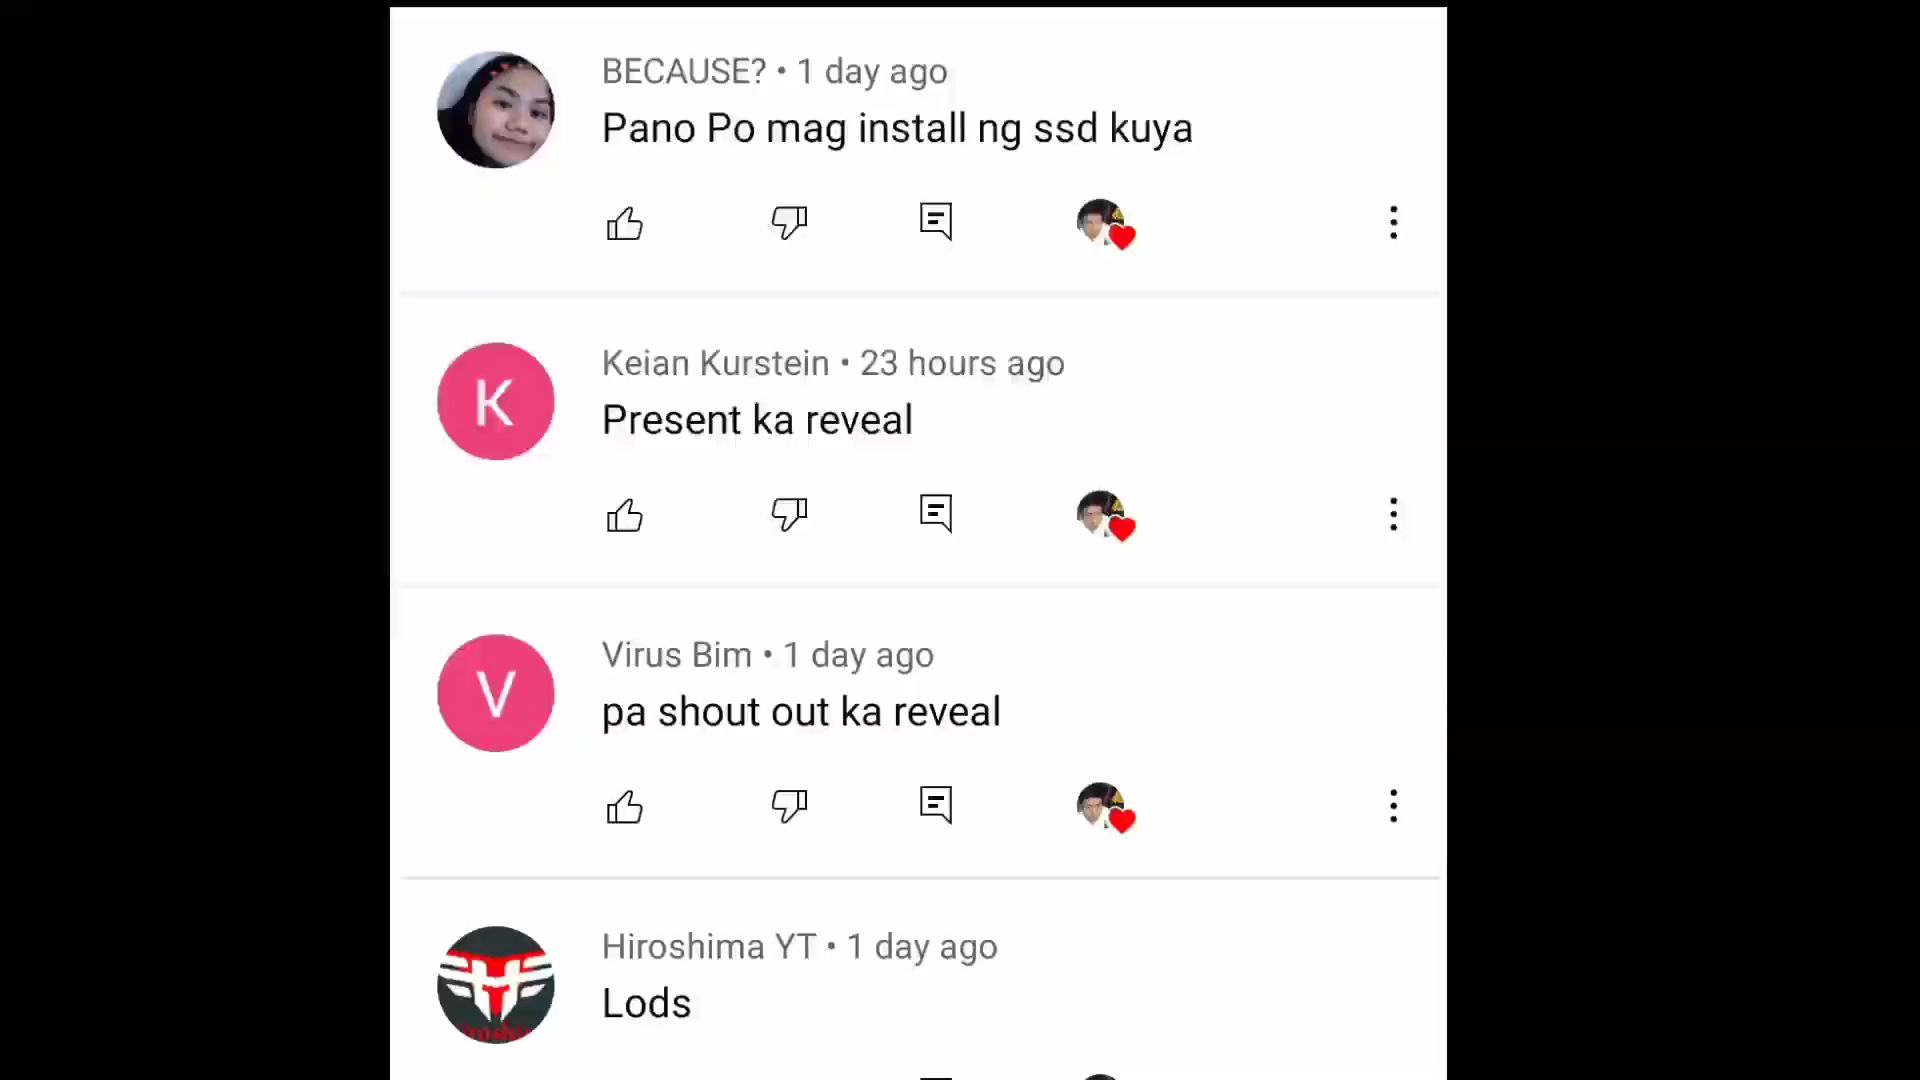 BECAUSE? • 1 day ago
Pano Po mag install ng ssd kuya
K
Keian Kurstein • 23 hours ago
Present ka reveal
V
Virus Bim • 1 day ago
pa shout out ka reveal
Hiroshima YT • 1 day ago
Lods